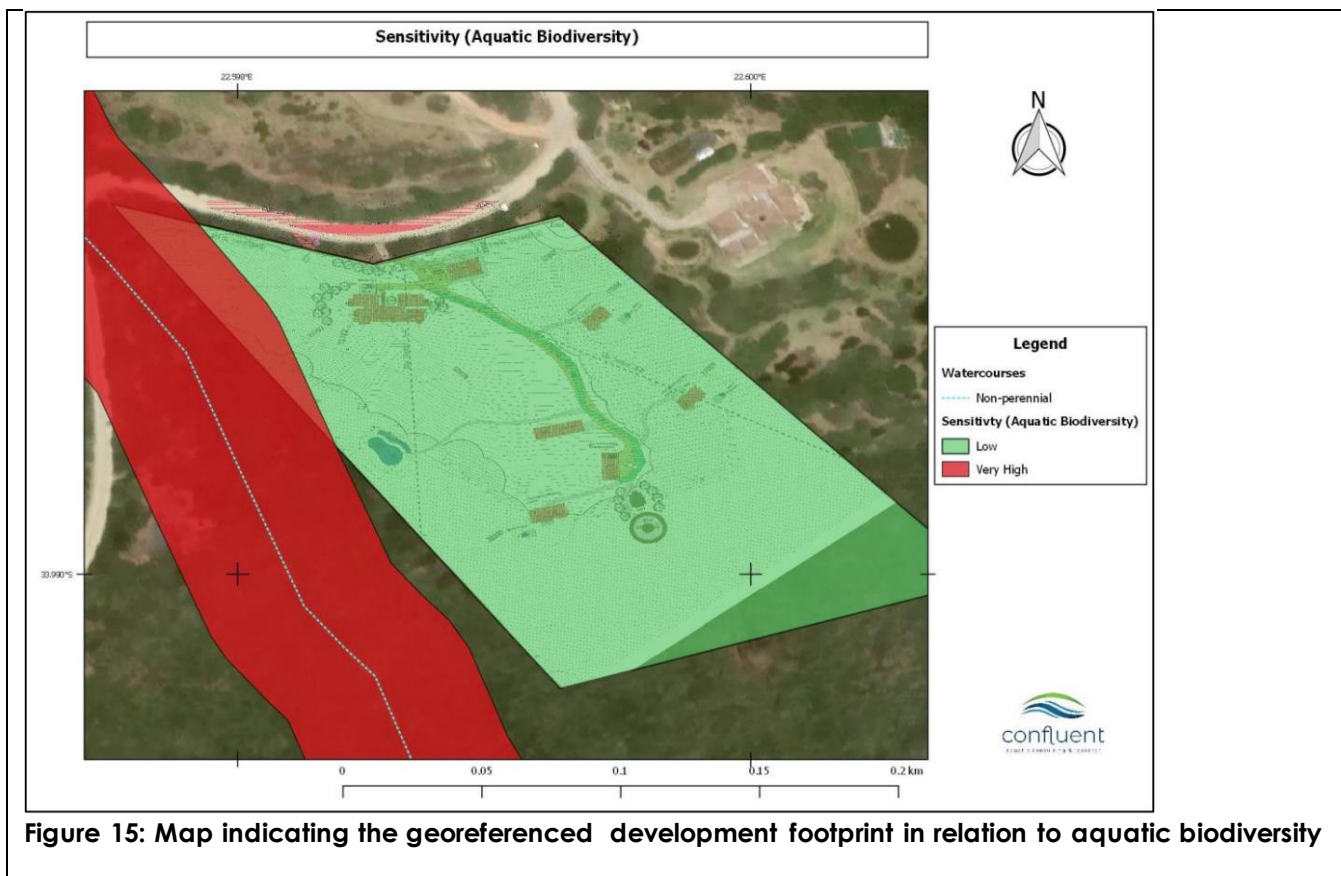 Sensitivity (Aquatic Biodiversity)
22.598°E
22.600°E
N
33.990°S
Legend
Watercourses
Non-perennial
Sensitivty (Aquatic Biodiversity)
Low
Very High
confluent
0
0.05
0.1
0.15
0.2 km
Figure 15: Map indicating the georeferenced development footprint in relation to aquatic biodiversity